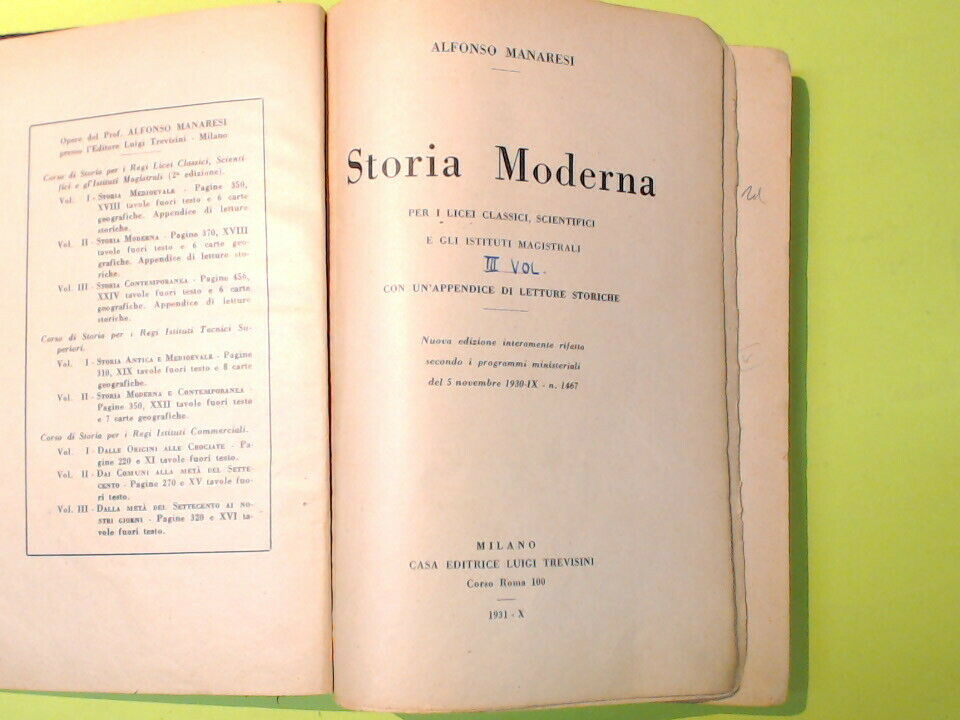 Opere del Prof. ALFONSO MANARESI
presso l'Editore Luigi Trevisini - Milano
Corso di Storia per i Regi Licei Classici, Scienti-
fici e gl'Istituti Magistrali (2ª edizione).
Vol. I - STORIA MEDIOEVALE - Pagine 350,
XVIII tavole fuori testo e 6 carte
geografiche. Appendice di letture
storiche.
Vol. II - STORIA MODERNA - Pagine 370, XVIII
tavole fuori testo e 6 carte geo-
grafiche. Appendice di letture sto-
riche.
Vol. III - STORIA CONTEMPORANEA - Pagine 456,
XXIV tavole fuori testo e 6 carte
geografiche. Appendice di letture
storiche.
Corso di Storia per i Regi Istituti Tecnici Su-
periori.
Vol. I - STORIA ANTICA E MEDIOEVALE - Pagine
310, XIX tavole fuori testo e 8 carte
geografiche.
Vol. II - STORIA MODERNA E CONTEMPORANEA -
Pagine 350, XXII tavole fuori testo
e 7 carte geografiche.
Corso di Storia per i Regi Istituti Commerciali.
Vol. I - DALLE ORIGINI ALLE CROCIATE - Pa-
gine 220 e XI tavole fuori testo.
Vol. II - DAI COMUNI ALLA METÀ DEL SETTE-
CENTO - Pagine 270 e XV tavole fuo-
ri testo.
Vol. III - DALLA METÀ DEL SETTECENTO AI NO-
STRI GIORNI - Pagine 320 e XVI ta-
vole fuori testo.
ALFONSO MANARESI
Storia Moderna
PER I LICEI CLASSICI, SCIENTIFICI
E GLI ISTITUTI MAGISTRALI
III VOL.
CON UN'APPENDICE DI LETTURE STORICHE
Nuova edizione interamente rifatta
secondo i programmi ministeriali
del 5 novembre 1930-IX - n. 1467
MILANO
CASA EDITRICE LUIGI TREVISINI
Corso Roma 100
1931 - X